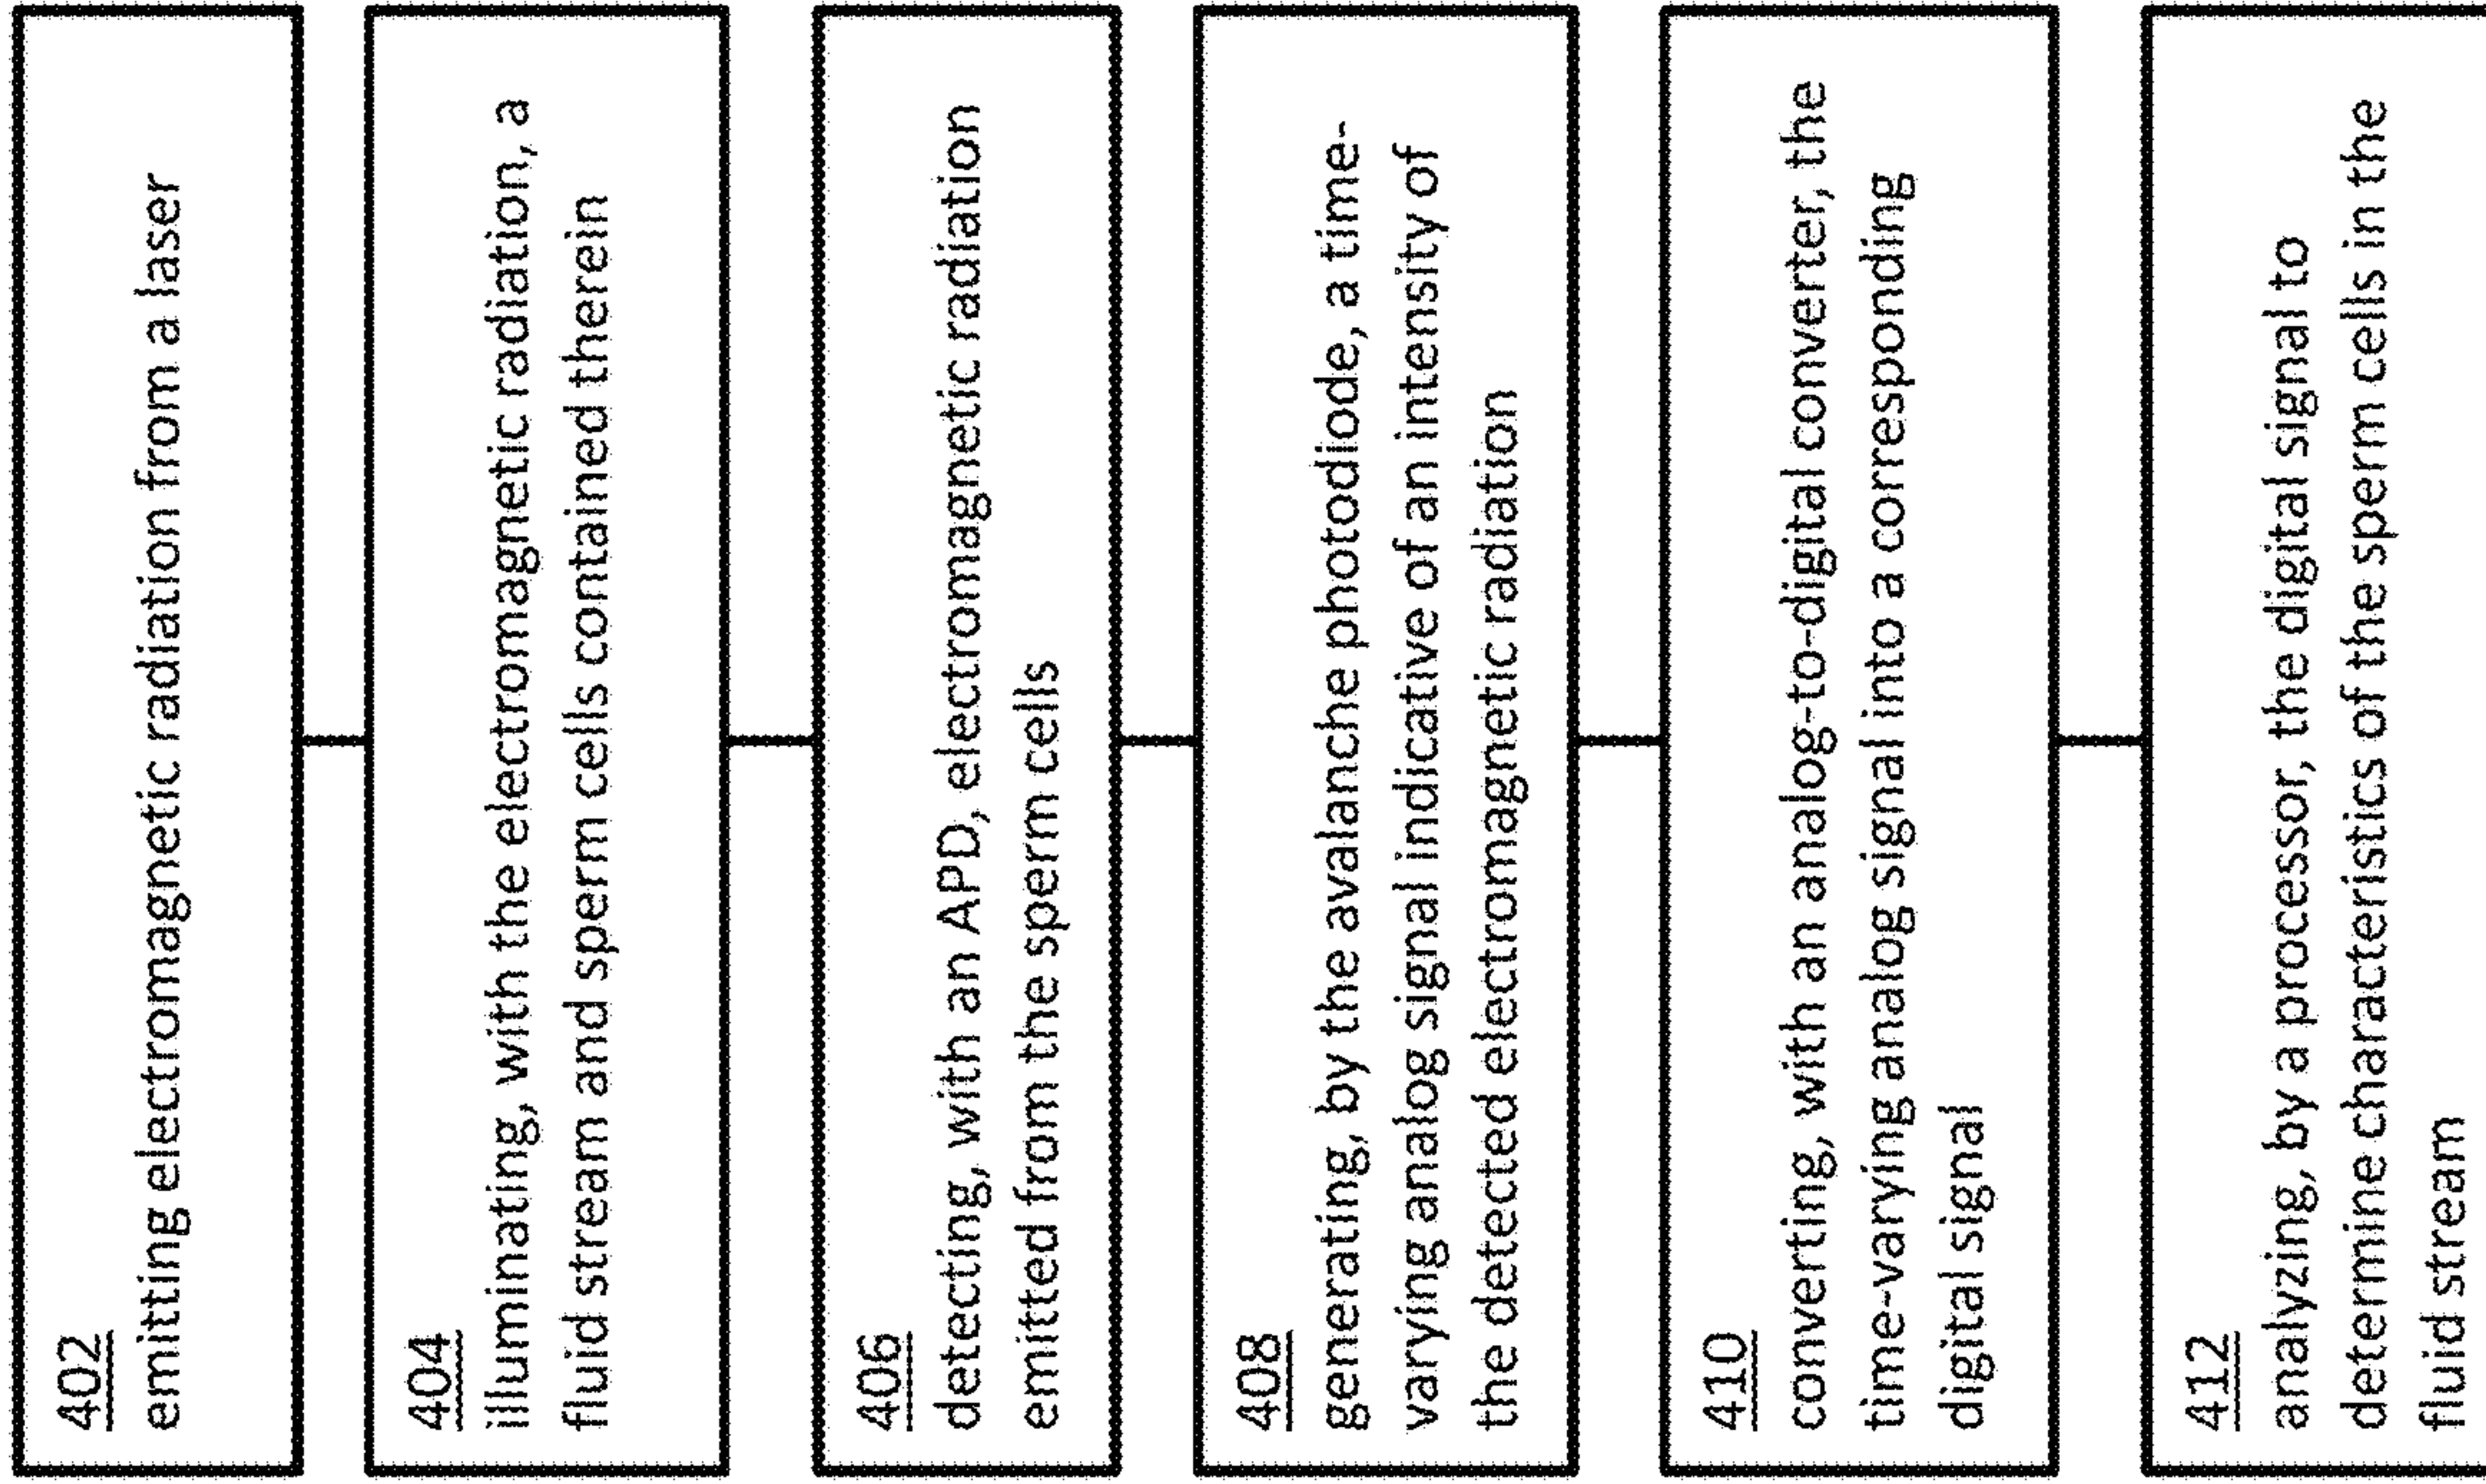 402
emitting electromagnetic radiation from a laser
404
illuminating, with the electromagnetic radiation, a
fluid stream and sperm cells contained therein
406
detecting, with an APD, electromagnetic radiation
emitted from the sperm cells
408
generating, by the avalanche photodiode, a time-
varying analog signal indicative of an intensity of
the detected electromagnetic radiation
410
converting, with an analog-to-digital converter, the
time-varying analog signal into a corresponding
digital signal
412
analyzing, by a processor, the digital signal to
determine characteristics of the sperm cells in the
fluid stream